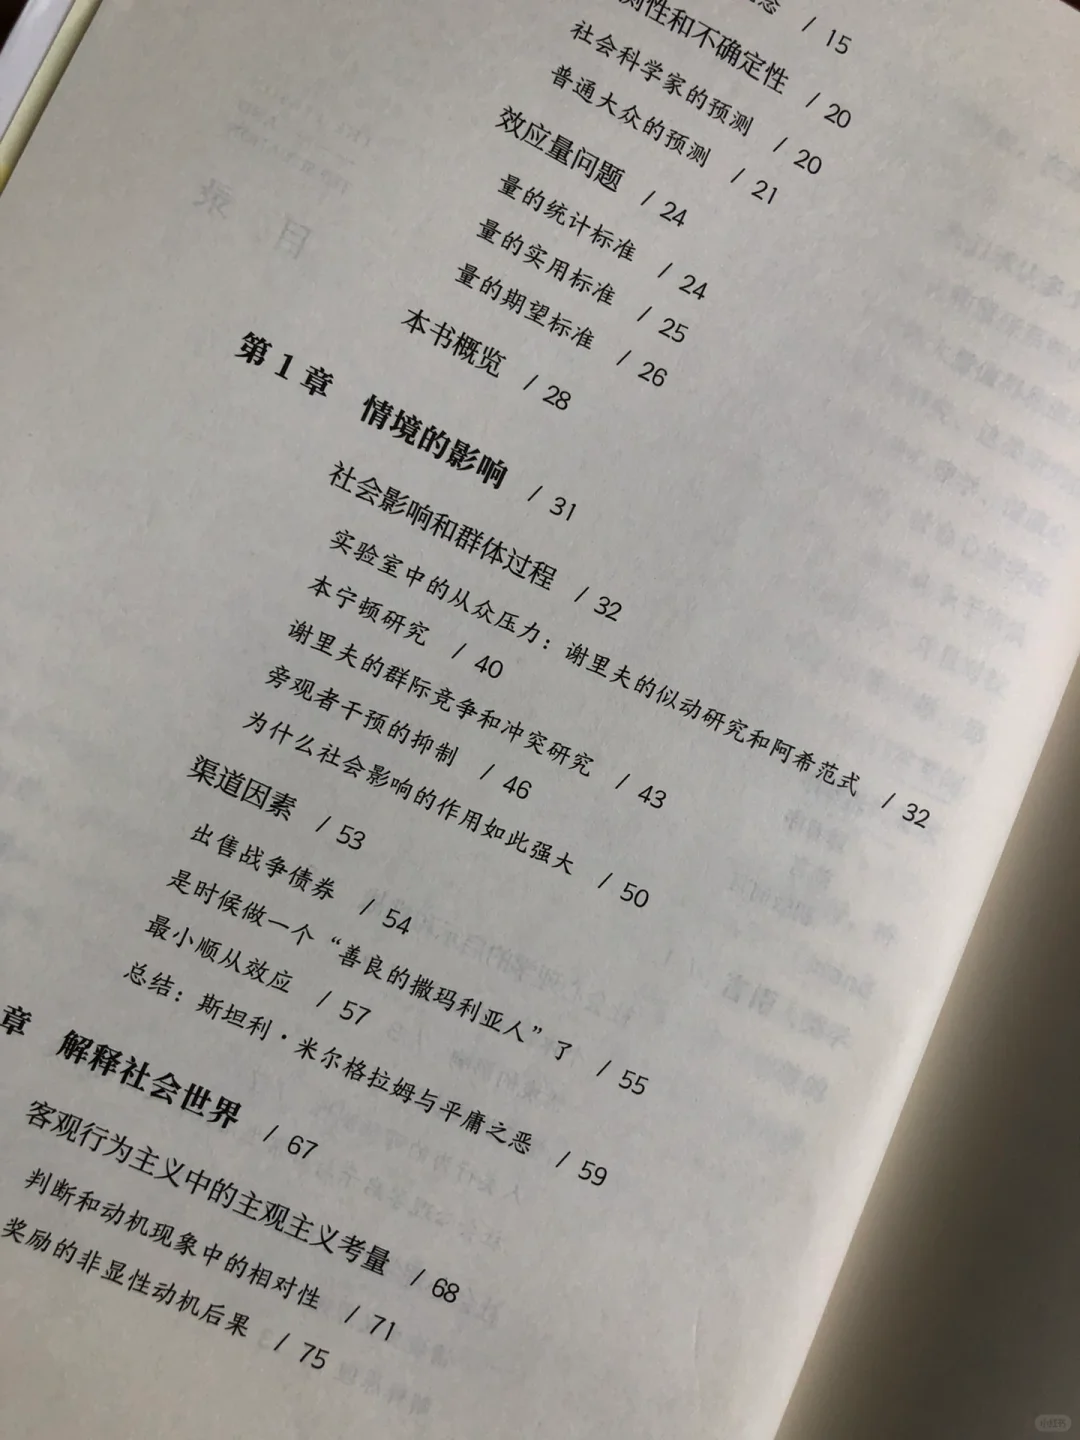 念 / 15
测性和不确定性 / 20
社会科学家的预测 / 20
普通大众的预测 / 21
效应量问题 / 24
量的统计标准 / 24
量的实用标准 / 25
量的期望标准 / 26
本书概览 / 28
第 1 章 情境的影响 / 31
社会影响和群体过程 / 32
实验室中的从众压力：谢里夫的似动研究和阿希范式 / 32
本宁顿研究 / 40
谢里夫的群际竞争和冲突研究 / 43
旁观者干预的抑制 / 46
为什么社会影响的作用如此强大 / 50
渠道因素 / 53
出售战争债券 / 54
是时候做一个“善良的撒玛利亚人”了 / 55
最小顺从效应 / 57
总结：斯坦利·米尔格拉姆与平庸之恶 / 59
章 解释社会世界 / 67
客观行为主义中的主观主义考量 / 68
判断和动机现象中的相对性 / 71
奖励的非显性动机后果 / 75
小红书